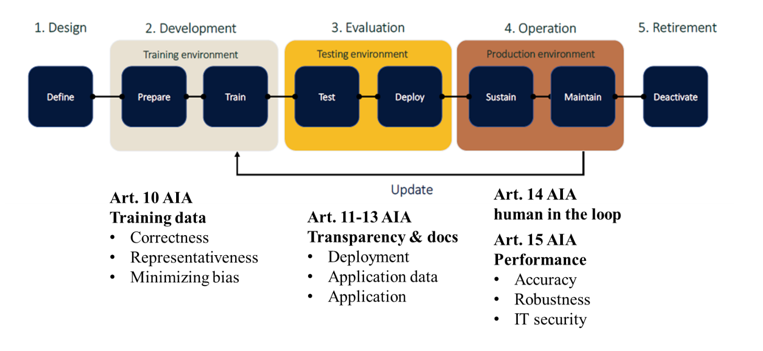 1. Design
2. Development
3. Evaluation
4. Operation
5. Retirement
Training environment
Testing environment
Production environment
Define
Prepare
Train
Test
Deploy
Sustain
Maintain
Deactivate
Update
Art. 10 AIA
Training data
• Correctness
• Representativeness
• Minimizing bias
Art. 11-13 AIA
Transparency & docs
• Deployment
• Application data
• Application
Art. 14 AIA
human in the loop
Art. 15 AIA
Performance
• Accuracy
• Robustness
• IT security